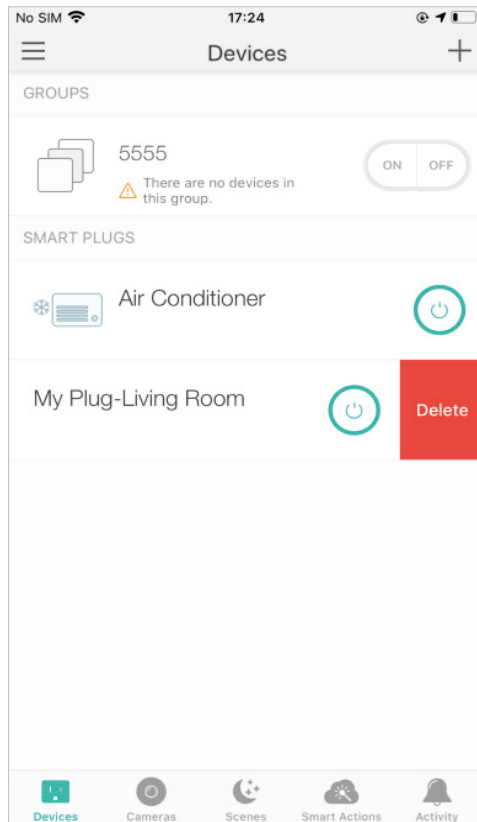 No SIM 17:24
Devices
GROUPS
5555
There are no devices in
this group.
ON OFF
SMART PLUGS
Air Conditioner
My Plug-Living Room
Delete
Devices Cameras Scenes Smart Actions Activity